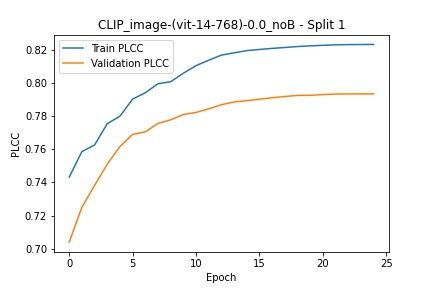 CLIP_image-(vit-14-768)-0.0_noB - Split 1
Train PLCC
Validation PLCC
0.82
0.80
0.78
0.76
0.74
0.72
0.70
PLCC
0 5 10 15 20 25
Epoch